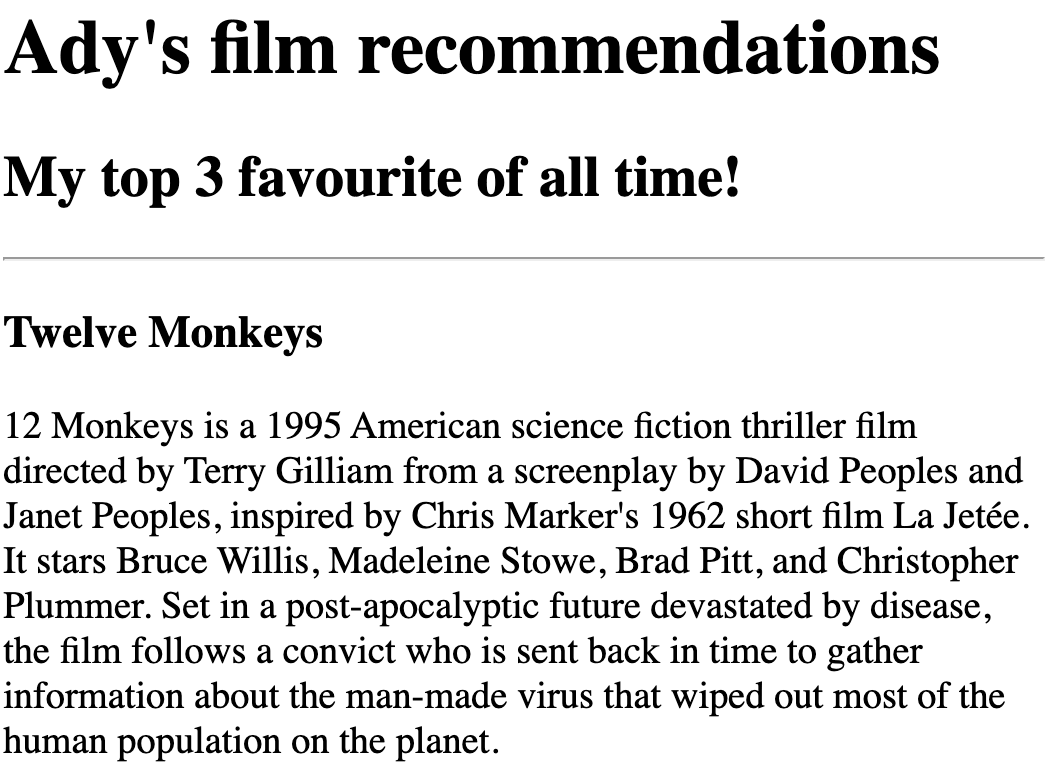 Ady's film recommendations
My top 3 favourite of all time!
Twelve Monkeys
12 Monkeys is a 1995 American science fiction thriller film
directed by Terry Gilliam from a screenplay by David Peoples and
Janet Peoples, inspired by Chris Marker's 1962 short film La Jetée.
It stars Bruce Willis, Madeleine Stowe, Brad Pitt, and Christopher
Plummer. Set in a post-apocalyptic future devastated by disease,
the film follows a convict who is sent back in time to gather
information about the man-made virus that wiped out most of the
human population on the planet.